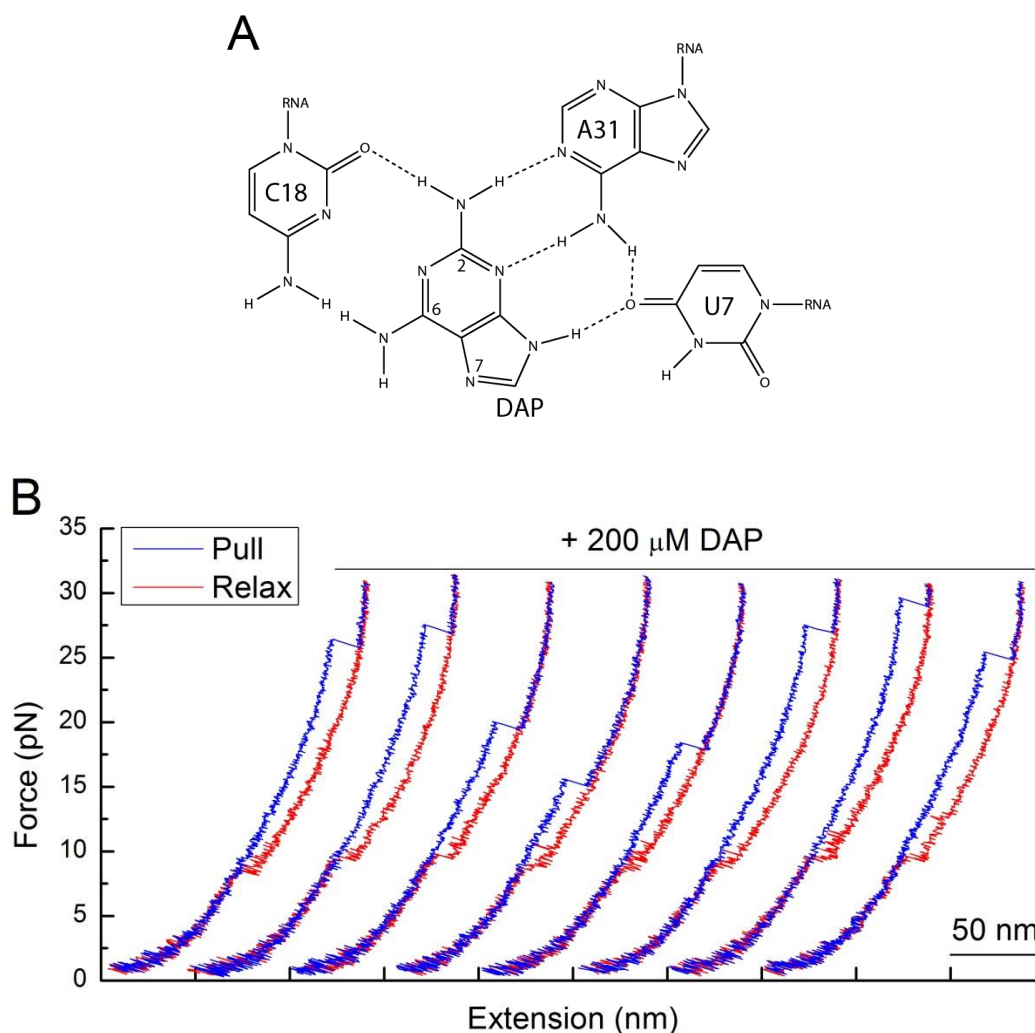 A
RNA
RNA
N
N
O
N
A31
C18
H
H
N
N
N
N
N
H
N
N
2
N
H
H
N
6
O
U7
N
RNA
H
H
H
N
H
N
N
7
N
H
O
H
DAP
B
35
Pull
Relax
+ 200 μM DAP
30
25
20
15
10
5
0
50 nm
Force (pN)
Extension (nm)